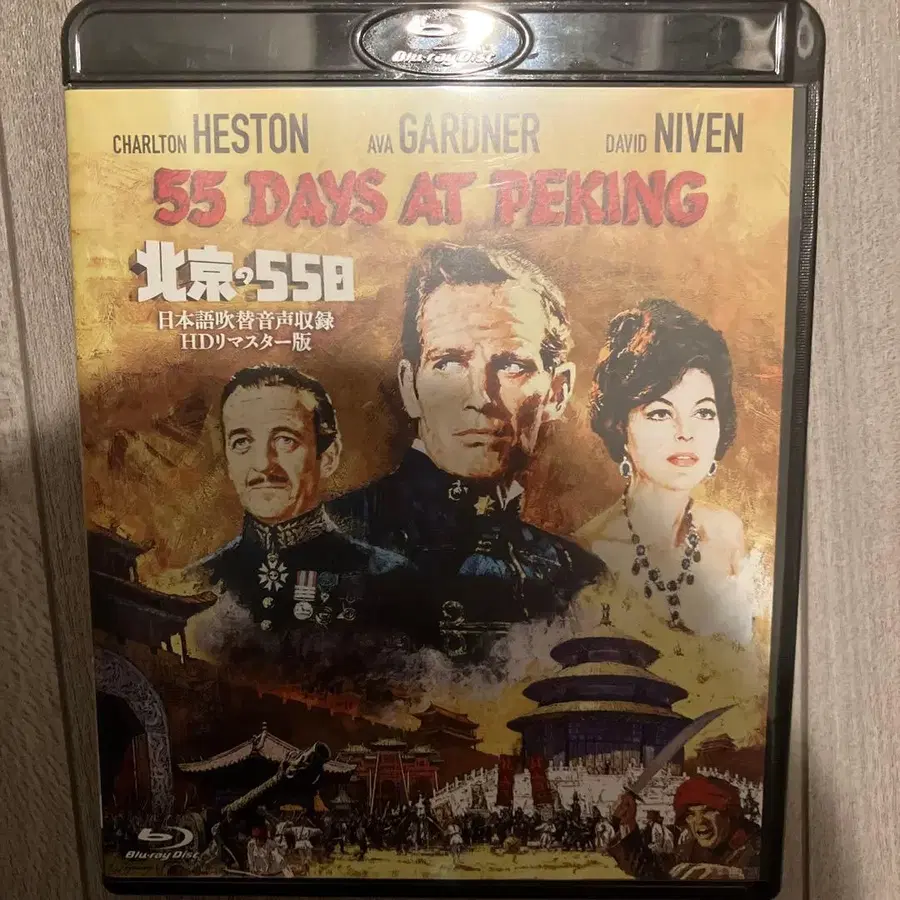 Blu-ray Disc
CHARLTON HESTON AVA GARDNER DAVID NIVEN
55 DAYS AT PEKING
北京の55日
日本語吹替音声収録
HDリマスター版
Blu-ray Disc